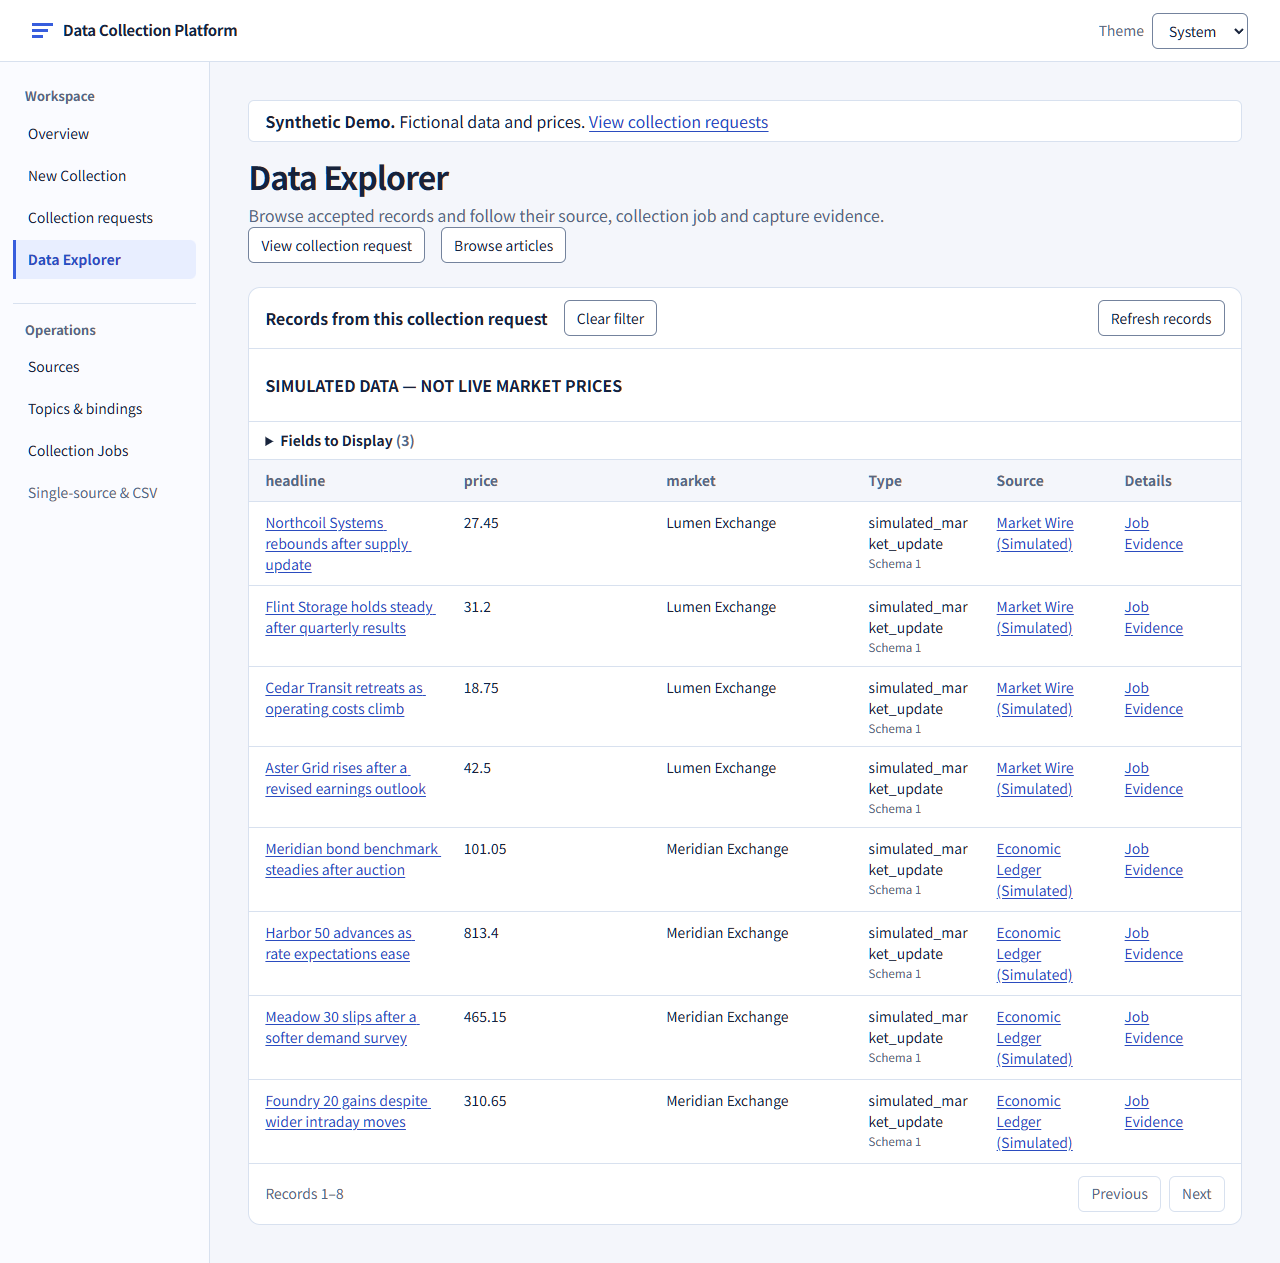 Data Collection Platform
Theme
System
Workspace
Overview
New Collection
Collection requests
Data Explorer
Operations
Sources
Topics & bindings
Collection Jobs
Single-source & CSV
Synthetic Demo. Fictional data and prices. View collection requests
Data Explorer
Browse accepted records and follow their source, collection job and capture evidence.
View collection request
Browse articles
Records from this collection request
Clear filter
Refresh records
SIMULATED DATA — NOT LIVE MARKET PRICES
Fields to Display (3)
headline price market Type Source Details
Northcoil Systems 27.45 Lumen Exchange simulated_mar Market Wire Job
rebounds after supply ket_update (Simulated) Evidence
update Schema 1
Flint Storage holds steady 31.2 Lumen Exchange simulated_mar Market Wire Job
after quarterly results ket_update (Simulated) Evidence
Schema 1
Cedar Transit retreats as 18.75 Lumen Exchange simulated_mar Market Wire Job
operating costs climb ket_update (Simulated) Evidence
Schema 1
Aster Grid rises after a 42.5 Lumen Exchange simulated_mar Market Wire Job
revised earnings outlook ket_update (Simulated) Evidence
Schema 1
Meridian bond benchmark 101.05 Meridian Exchange simulated_mar Economic Job
steadies after auction ket_update Ledger Evidence
Schema 1 (Simulated)
Harbor 50 advances as 813.4 Meridian Exchange simulated_mar Economic Job
rate expectations ease ket_update Ledger Evidence
Schema 1 (Simulated)
Meadow 30 slips after a 465.15 Meridian Exchange simulated_mar Economic Job
softer demand survey ket_update Ledger Evidence
Schema 1 (Simulated)
Foundry 20 gains despite 310.65 Meridian Exchange simulated_mar Economic Job
wider intraday moves ket_update Ledger Evidence
Schema 1 (Simulated)
Records 1–8
Previous
Next